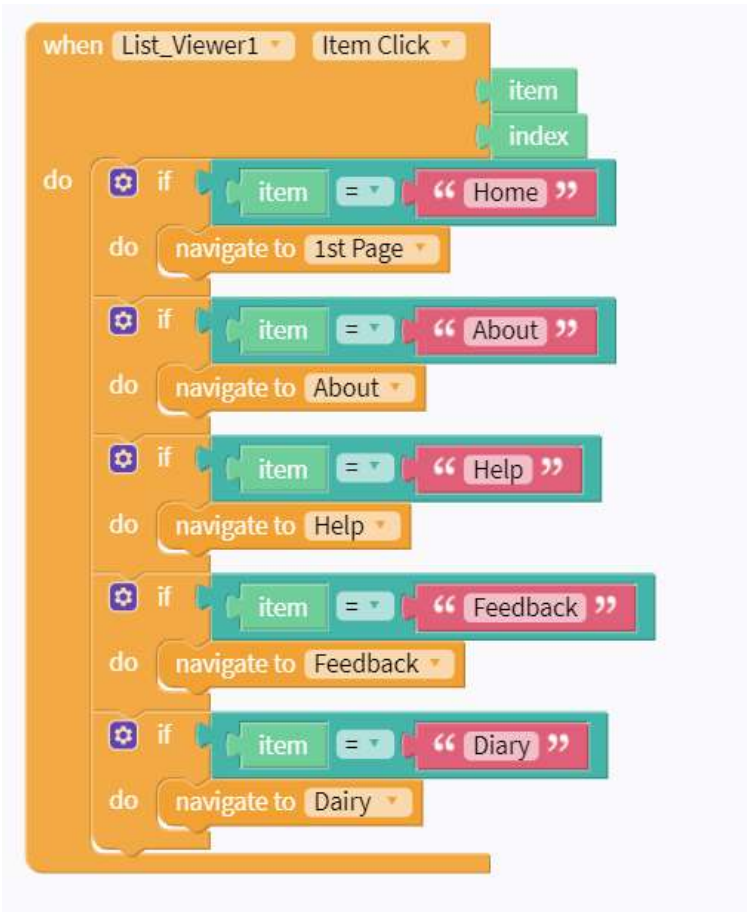 when List_Viewer1 Item Click
item
index
do if item = “ Home ”
do navigate to 1st Page
if item = “ About ”
do navigate to About
if item = “ Help ”
do navigate to Help
if item = “ Feedback ”
do navigate to Feedback
if item = “ Diary ”
do navigate to Dairy